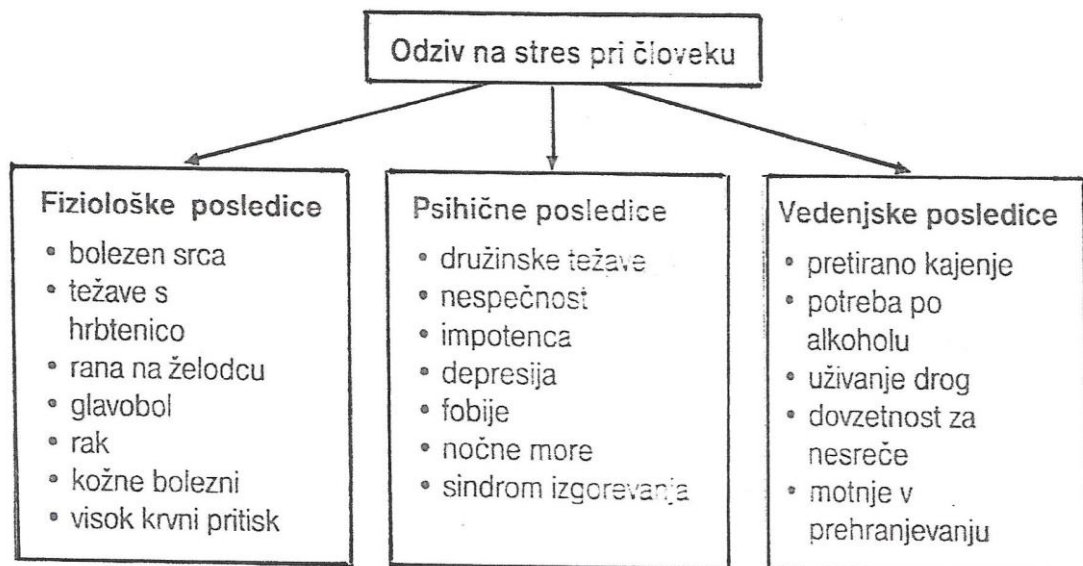 Odziv na stres pri človeku
Fiziološke posledice
• bolezen srca
• težave s
hrbtenico
• rana na želodcu
• glavobol
• rak
• kožne bolezni
• visok krvni pritisk
Psihične posledice
• družinske težave
• nespečnost
• impotenca
• depresija
• fobije
• nočne more
• sindrom izgorevanja
Vedenjske posledice
• pretirano kajenje
• potreba po
alkoholu
• uživanje drog
• dovzetnost za
nesreče
• motnje v
prehranjevanju